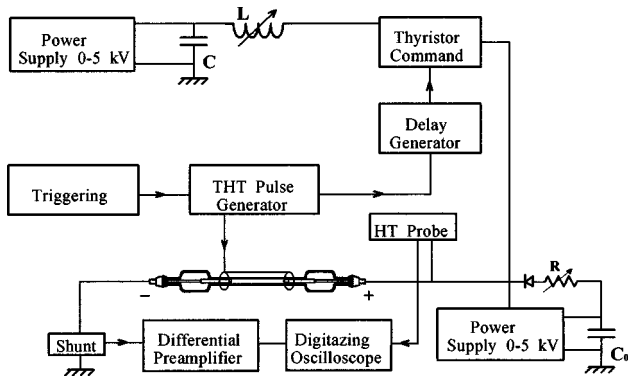 L
Power
Supply 0-5 kV
C
Thyristor
Command
Delay
Generator
Triggering
THT Pulse
Generator
HT Probe
R
−
+
Shunt
Differential
Preamplifier
Digitazing
Oscilloscope
Power
Supply 0-5 kV
C₀